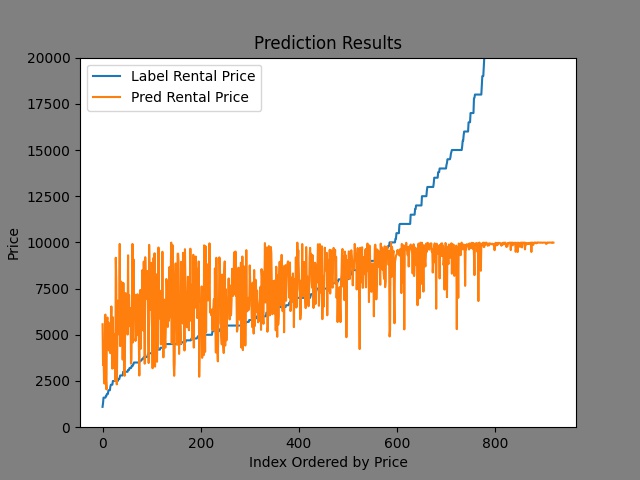 Prediction Results
Label Rental Price
Pred Rental Price
20000
17500
15000
12500
10000
7500
5000
2500
0
Price
0 200 400 600 800
Index Ordered by Price